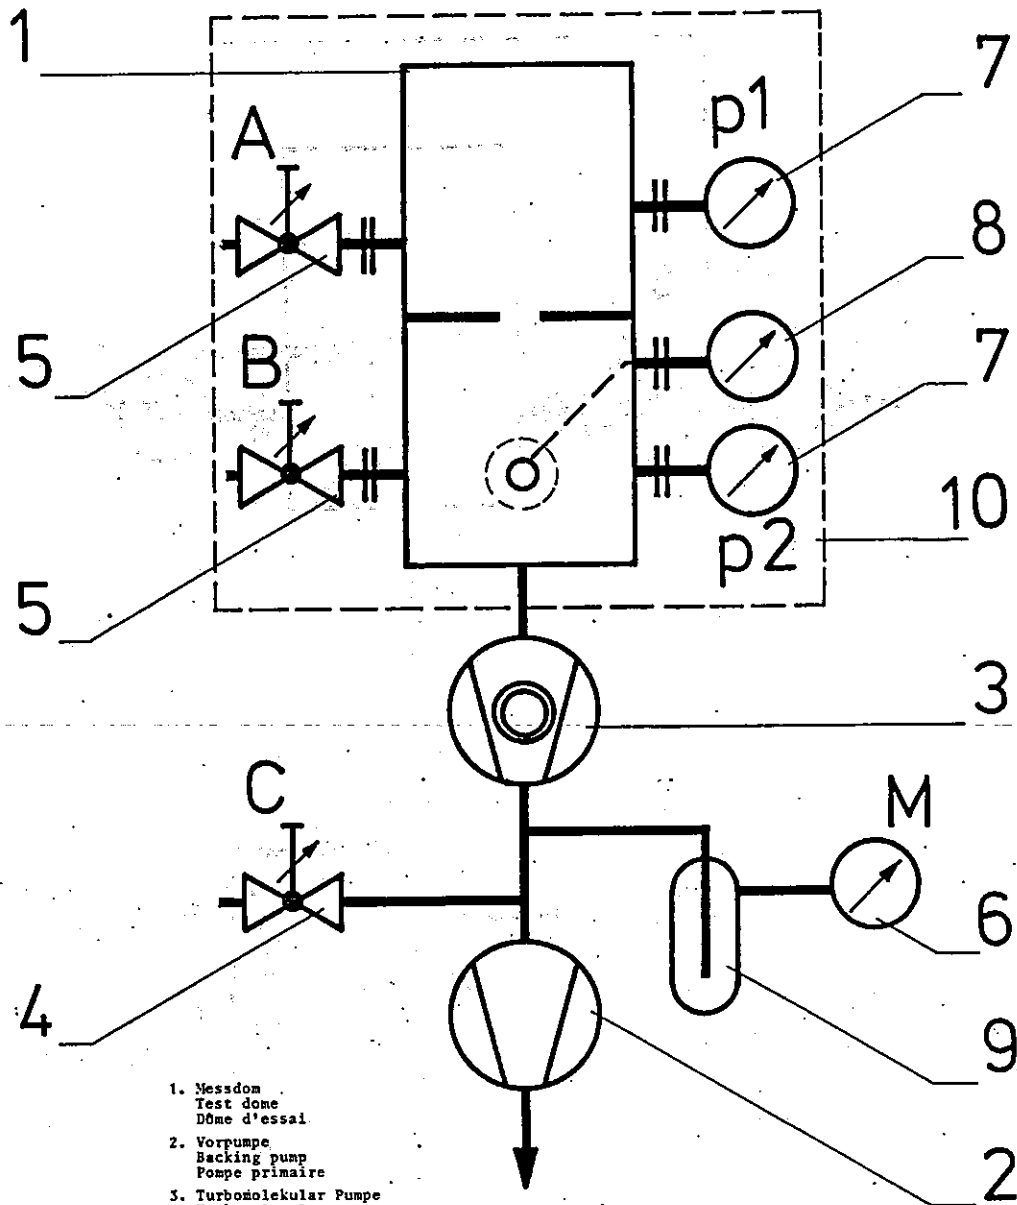 1
7
p1
A
8
5
B
7
10
p2
5
3
C
M
6
4
9
2
1. Messdom
Test dome
Dôme d'essai
2. Vorpumpe
Backing pump
Pompe primaire
3. Turbomolekular Pumpe